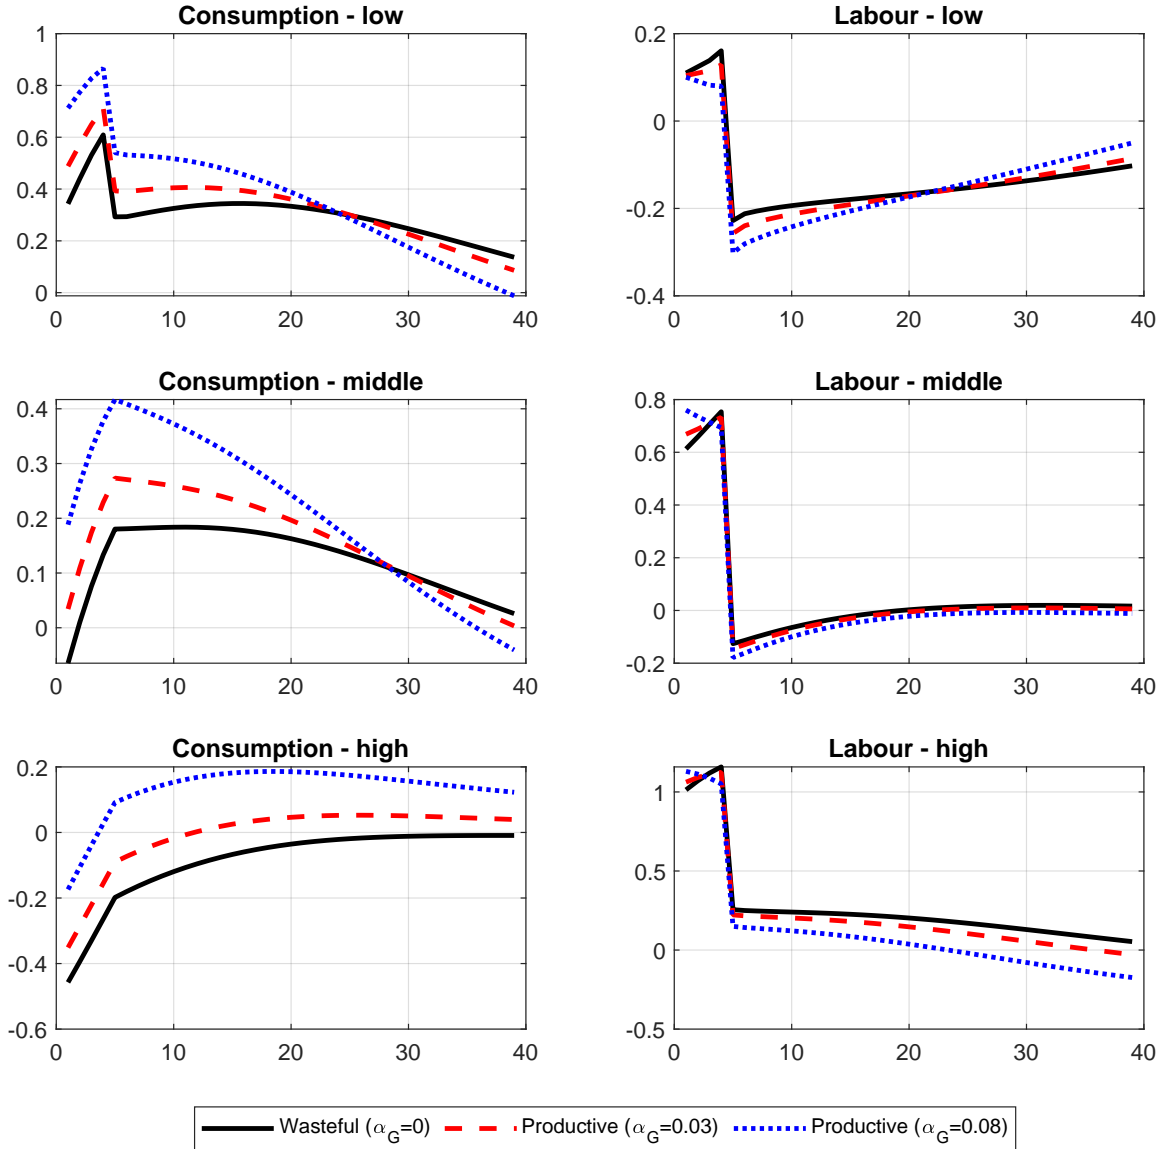 Consumption - low
1
0.8
0.6
0.4
0.2
0
0 10 20 30 40
Labour - low
0.2
0
-0.2
-0.4
0 10 20 30 40
Consumption - middle
0.4
0.3
0.2
0.1
0
0 10 20 30 40
Labour - middle
0.8
0.6
0.4
0.2
0
-0.2
0 10 20 30 40
Consumption - high
0.2
0
-0.2
-0.4
-0.6
0 10 20 30 40
Labour - high
1
0.5
0
-0.5
0 10 20 30 40
Wasteful (α_G=0) Productive (α_G=0.03) Productive (α_G=0.08)